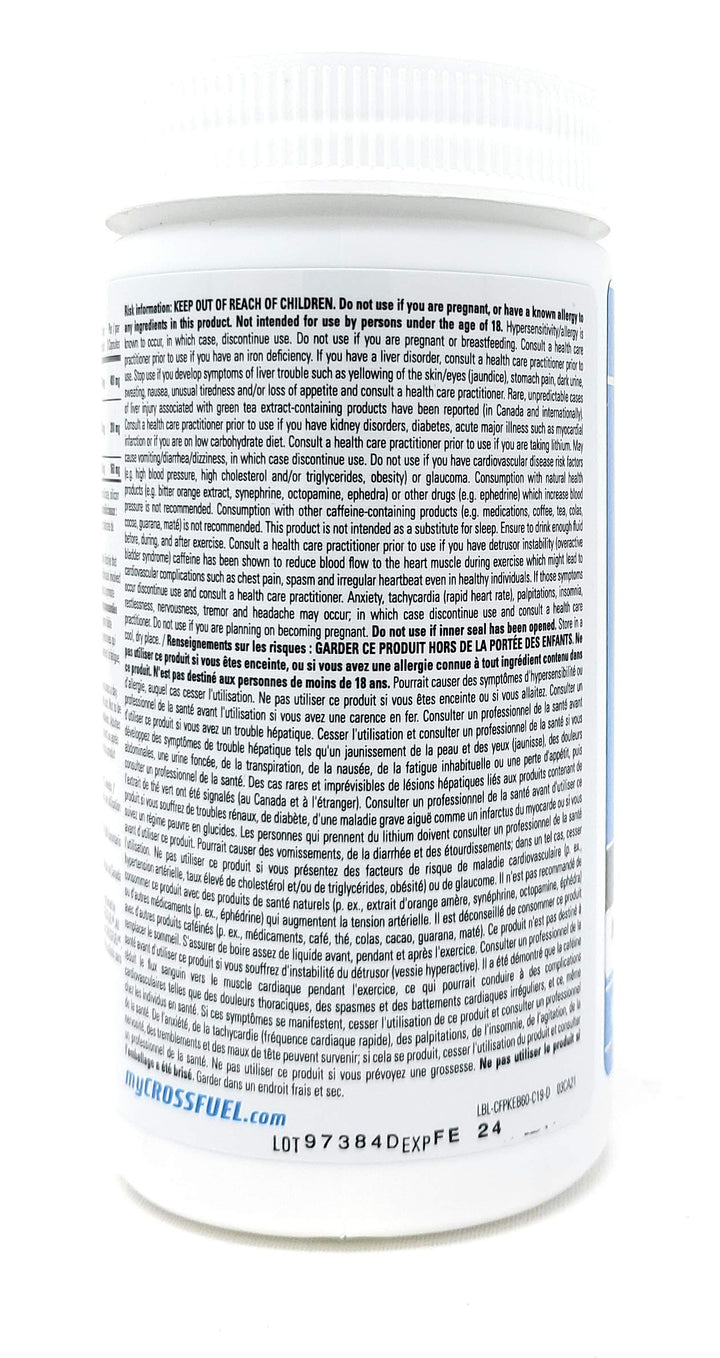 Risk information: KEEP OUT OF REACH OF CHILDREN. Do not use if you are pregnant, or have a known allergy to
any ingredients in this product. Not intended for use by persons under the age of 18. Hypersensitivity/allergy is
known to occur, in which case, discontinue use. Do not use if you are pregnant or breastfeeding. Consult a health care
practitioner prior to use if you have an iron deficiency. If you have a liver disorder, consult a health care practitioner prior to
use. Stop use if you develop symptoms of liver trouble such as yellowing of the skin/eyes (jaundice), stomach pain, dark urine,
sweating, nausea, unusual tiredness and/or loss of appetite and consult a health care practitioner. Rare, unpredictable cases
of liver injury associated with green tea extract-containing products have been reported (in Canada and internationally).
Consult a health care practitioner prior to use if you have kidney disorders, diabetes, acute major illness such as myocardial
infarction or if you are on low carbohydrate diet. Consult a health care practitioner prior to use if you are taking lithium. May
cause vomiting/diarrhea/dizziness, in which case discontinue use. Do not use if you have cardiovascular disease risk factors
(e.g. high blood pressure, high cholesterol and/or triglycerides, obesity) or glaucoma. Consumption with natural health
products (e.g. bitter orange extract, synephrine, octopamine, ephedra) or other drugs (e.g. ephedrine) which increase blood
pressure is not recommended. Consumption with other caffeine-containing products (e.g. medications, coffee, tea, colas,
cocoa, guarana, maté) is not recommended. This product is not intended as a substitute for sleep. Ensure to drink enough fluid
before, during, and after exercise. Consult a health care practitioner prior to use if you have detrusor instability (overactive
bladder syndrome) caffeine has been shown to reduce blood flow to the heart muscle during exercise which might lead to
cardiovascular complications such as chest pain, spasm and irregular heartbeat even in healthy individuals. If those symptoms
occur discontinue use and consult a health care practitioner. Anxiety, tachycardia (rapid heart rate), palpitations, insomnia,
restlessness, nervousness, tremor and headache may occur; in which case discontinue use and consult a health care
practitioner. Do not use if you are planning on becoming pregnant. Do not use if inner seal has been opened. Store in a
cool, dry place. / Renseignements sur les risques : GARDER CE PRODUIT HORS DE LA PORTÉE DES ENFANTS. Ne
pas utiliser ce produit si vous êtes enceinte, ou si vous avez une allergie connue à tout ingrédient contenu dans
ce produit. N'est pas destiné aux personnes de moins de 18 ans. Pourrait causer des symptômes d'hypersensibilité ou
d'allergie, auquel cas cesser l'utilisation. Ne pas utiliser ce produit si vous êtes enceinte ou si vous allaitez. Consulter un
professionnel de la santé avant l'utilisation si vous avez une carence en fer. Consulter un professionnel de la santé avant
d'utiliser ce produit si vous avez un trouble hépatique. Cesser l'utilisation et consulter un professionnel de la santé si vous
développez des symptômes de trouble hépatique tels qu'un jaunissement de la peau et des yeux (jaunisse), des douleurs
abdominales, une urine foncée, de la transpiration, de la nausée, de la fatigue inhabituelle ou une perte d'appétit, puis
consulter un professionnel de la santé. Des cas rares et imprévisibles de lésions hépatiques liés aux produits contenant de
l'extrait de thé vert ont été signalés (au Canada et à l'étranger). Consulter un professionnel de la santé avant d'utiliser ce
produit si vous souffrez de troubles rénaux, de diabète, d'une maladie grave aiguë comme un infarctus du myocarde ou si vous
suivez un régime pauvre en glucides. Les personnes qui prennent du lithium doivent consulter un professionnel de la santé
avant d'utiliser ce produit. Pourrait causer des vomissements, de la diarrhée et des étourdissements; dans un tel cas, cesser
l'utilisation. Ne pas utiliser ce produit si vous présentez des facteurs de risque de maladie cardiovasculaire (p. ex.,
hypertension artérielle, taux élevé de cholestérol et/ou de triglycérides, obésité) ou de glaucome. Il n'est pas recommandé de
consommer ce produit avec des produits de santé naturels (p. ex., extrait d'orange amère, synéphrine, octopamine, éphédra)
ou d'autres médicaments (p. ex., éphédrine) qui augmentent la tension artérielle. Il est déconseillé de consommer ce produit
avec d'autres produits caféinés (p. ex., médicaments, café, thé, colas, cacao, guarana, maté). Ce produit n'est pas destiné à
remplacer le sommeil. S'assurer de boire assez de liquide avant, pendant et après l'exercice. Consulter un professionnel de la
santé avant d'utiliser ce produit si vous souffrez d'instabilité du détrusor (vessie hyperactive). Il a été démontré que la caféine
réduit le flux sanguin vers le muscle cardiaque pendant l'exercice, ce qui pourrait conduire à des complications
cardiovasculaires telles que des douleurs thoraciques, des spasmes et des battements cardiaques irréguliers, et ce, même
chez les individus en santé. Si ces symptômes se manifestent, cesser l'utilisation de ce produit et consulter un professionnel
de la santé. De l'anxiété, de la tachycardie (fréquence cardiaque rapide), des palpitations, de l'insomnie, de l'agitation, de la
nervosité, des tremblements et des maux de tête peuvent survenir; si cela se produit, cesser l'utilisation du produit et consulter
un professionnel de la santé. Ne pas utiliser ce produit si vous prévoyez une grossesse. Ne pas utiliser le produit si
l'emballage a été brisé. Garder dans un endroit frais et sec.
myCROSSFUEL.com
LBL-CFPKEB60-C19-D 03CA21
LOT97384D EXP FE 24